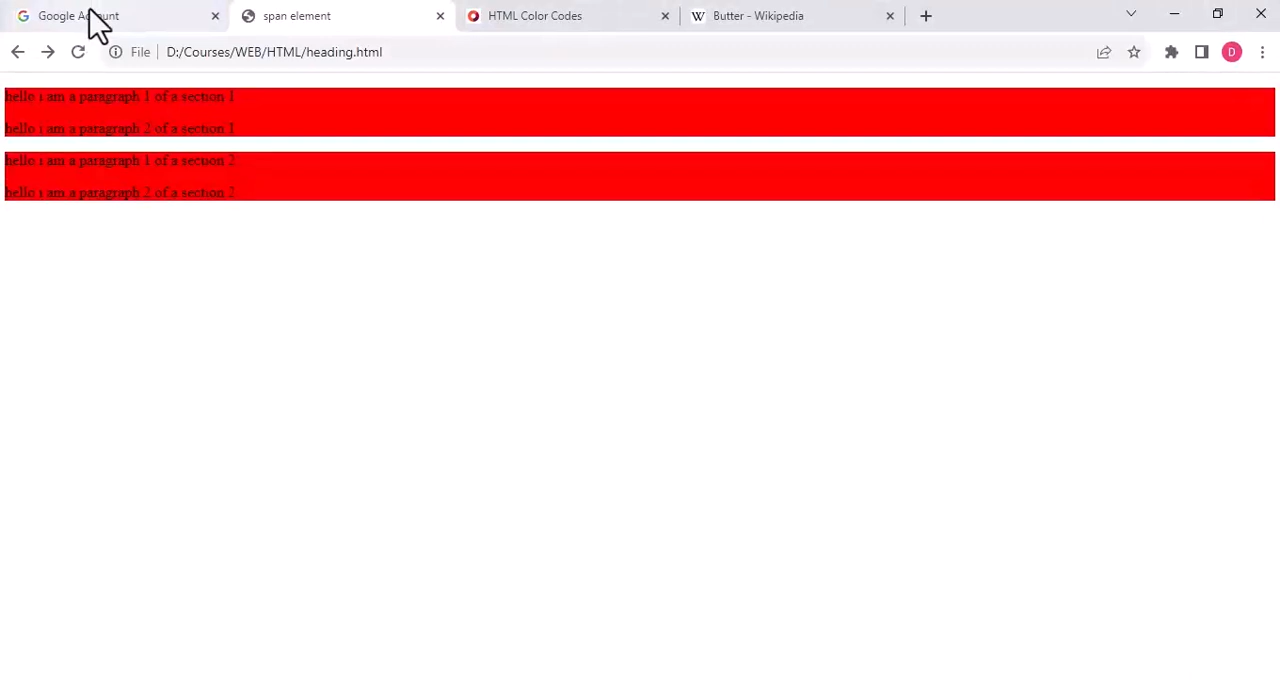 Google Account
span element
HTML Color Codes
Butter - Wikipedia
File
D:/Courses/WEB/HTML/heading.html
D
hello i am a paragraph 1 of a section 1
hello i am a paragraph 2 of a section 1
hello i am a paragraph 1 of a section 2
hello i am a paragraph 2 of a section 2